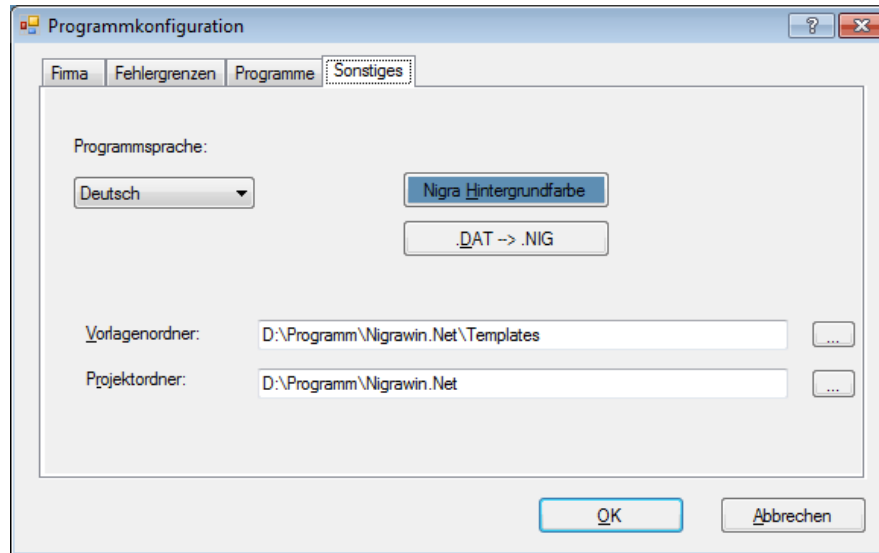 Programmkonfiguration
Firma Fehlergrenzen Programme Sonstiges
Programmsprache:
Deutsch Nigra Hintergrundfarbe
.DAT --> .NIG
Vorlagenordner: D:\Programm\Nigrawin.Net\Templates ...
Projektordner: D:\Programm\Nigrawin.Net ...
OK Abbrechen